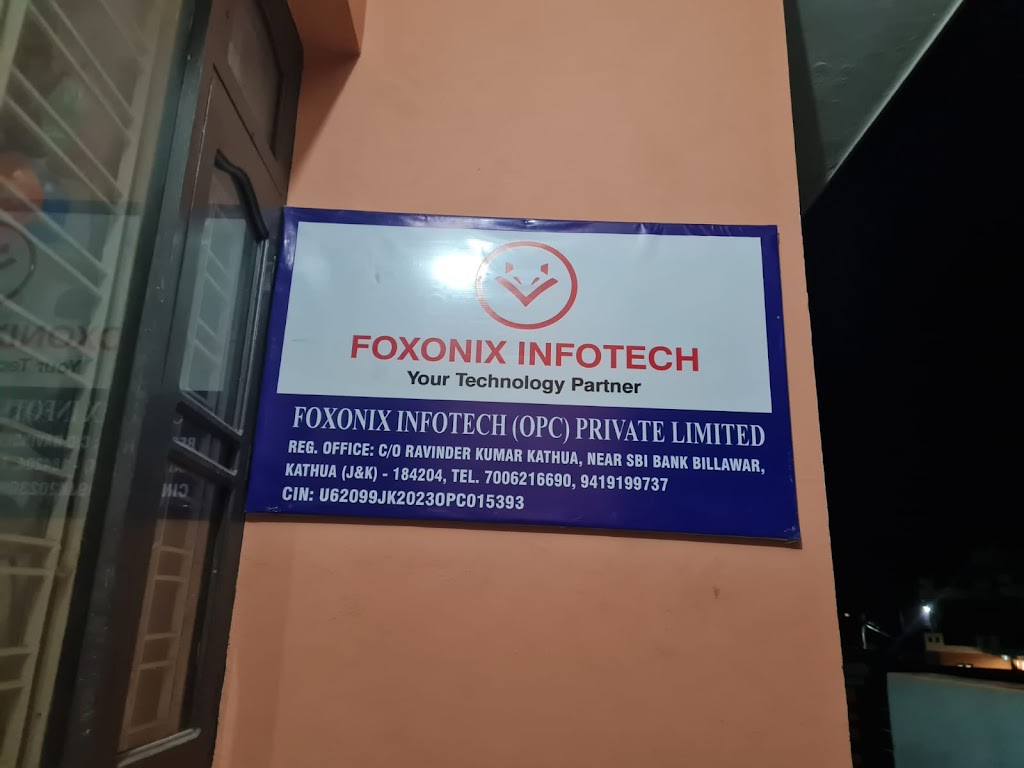 FOXONIX INFOTECH
Your Technology Partner
FOXONIX INFOTECH (OPC) PRIVATE LIMITED
REG. OFFICE: C/O RAVINDER KUMAR KATHUA, NEAR SBI BANK BILLAWAR,
KATHUA (J&K) - 184204, TEL. 7006216690, 9419199737
CIN: U62099JK2023OPC015393